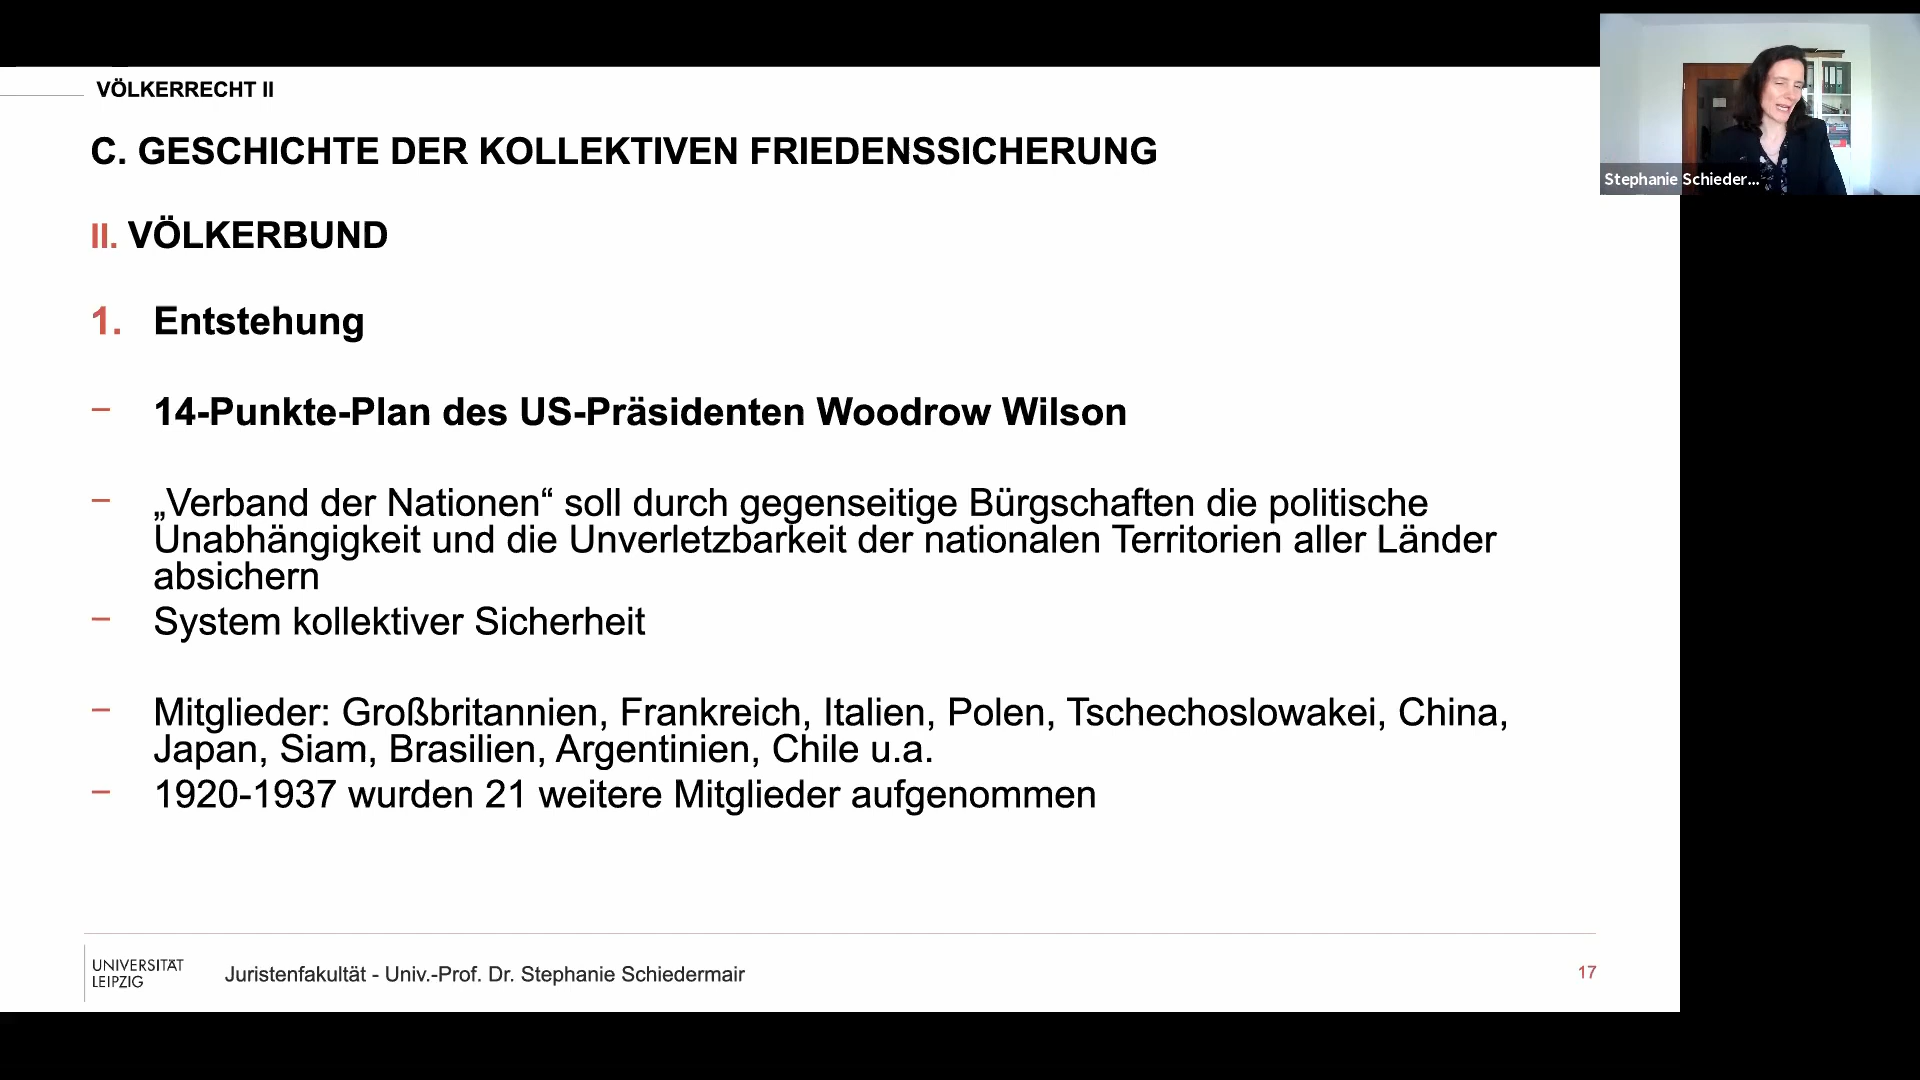 VÖLKERRECHT II
C. GESCHICHTE DER KOLLEKTIVEN FRIEDENSSICHERUNG
II. VÖLKERBUND
1. Entstehung
– 14-Punkte-Plan des US-Präsidenten Woodrow Wilson
– „Verband der Nationen“ soll durch gegenseitige Bürgschaften die politische
Unabhängigkeit und die Unverletzbarkeit der nationalen Territorien aller Länder
absichern
– System kollektiver Sicherheit
– Mitglieder: Großbritannien, Frankreich, Italien, Polen, Tschechoslowakei, China,
Japan, Siam, Brasilien, Argentinien, Chile u.a.
– 1920-1937 wurden 21 weitere Mitglieder aufgenommen
UNIVERSITÄT
LEIPZIG
Juristenfakultät - Univ.-Prof. Dr. Stephanie Schiedermair
17
Stephanie Schieder...